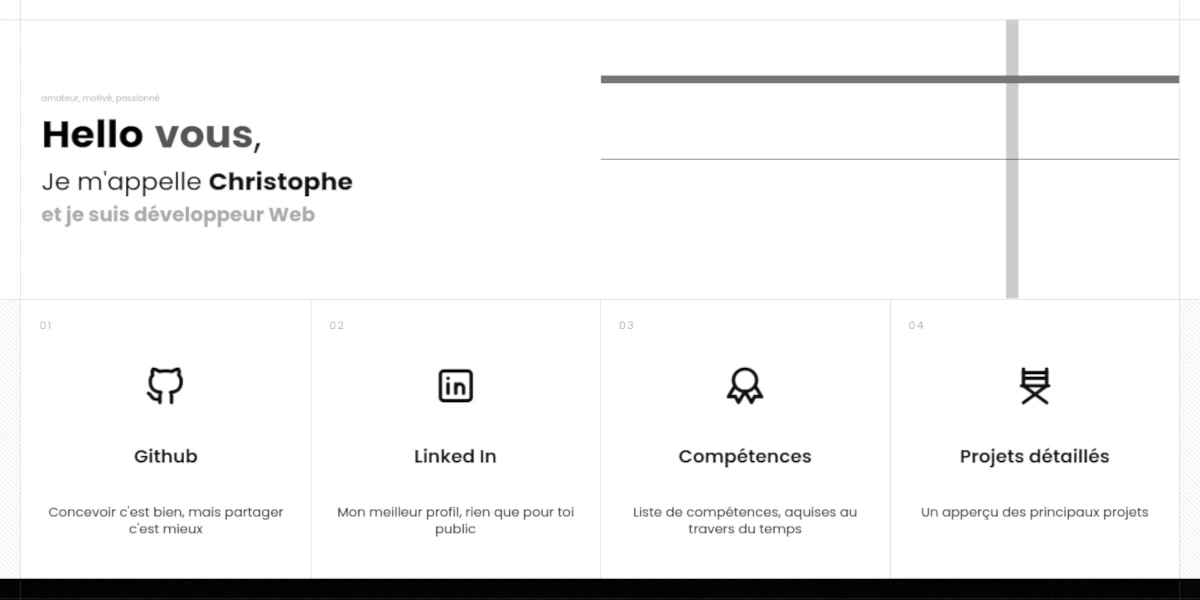 amateur, motivé, passionné
Hello vous,
Je m'appelle Christophe
et je suis développeur Web
01
02
03
04
Github
Linked In
Compétences
Projets détaillés
Concevoir c'est bien, mais partager
c'est mieux
Mon meilleur profil, rien que pour toi
public
Liste de compétences, aquises au
travers du temps
Un apperçu des principaux projets